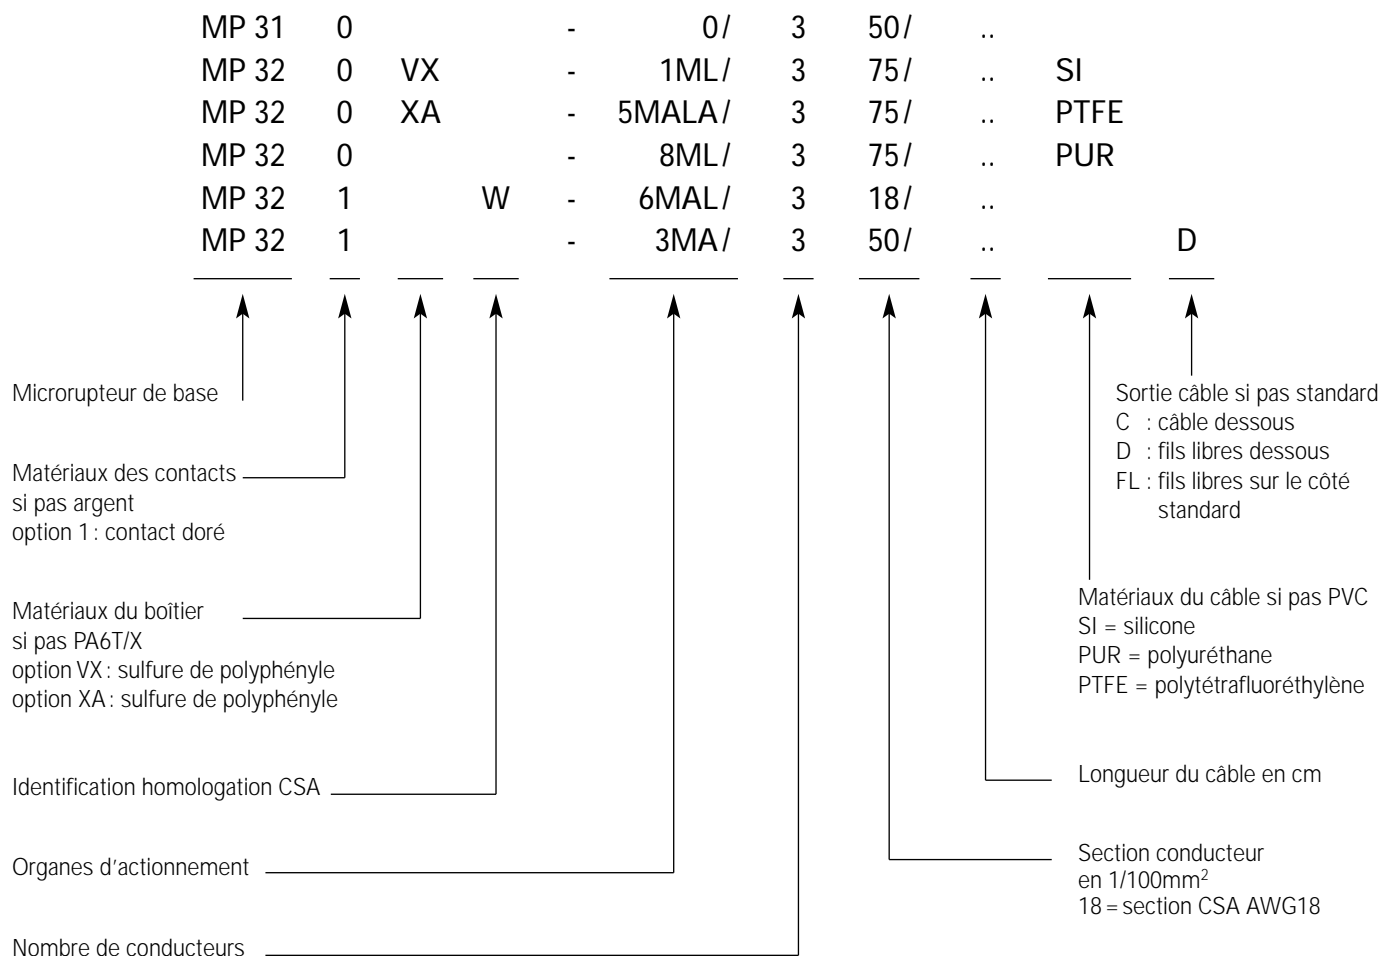 MP 31 0 - 0/ 3 50/ ..
MP 32 0 VX - 1ML/ 3 75/ .. SI
MP 32 0 XA - 5MALA/ 3 75/ .. PTFE
MP 32 0 - 8ML/ 3 75/ .. PUR
MP 32 1 W - 6MAL/ 3 18/ ..
MP 32 1 - 3MA/ 3 50/ .. D
Microrupteur de base
Matériaux des contacts
si pas argent
option 1 : contact doré
Matériaux du boîtier
si pas PA6T/X
option VX : sulfure de polyphényle
option XA : sulfure de polyphényle
Identification homologation CSA
Organes d'actionnement
Nombre de conducteurs
Sortie câble si pas standard
C : câble dessous
D : fils libres dessous
FL : fils libres sur le côté
standard
Matériaux du câble si pas PVC
SI = silicone
PUR = polyuréthane
PTFE = polytétrafluoréthylène
Longueur du câble en cm
Section conducteur
en 1/100mm²
18 = section CSA AWG18